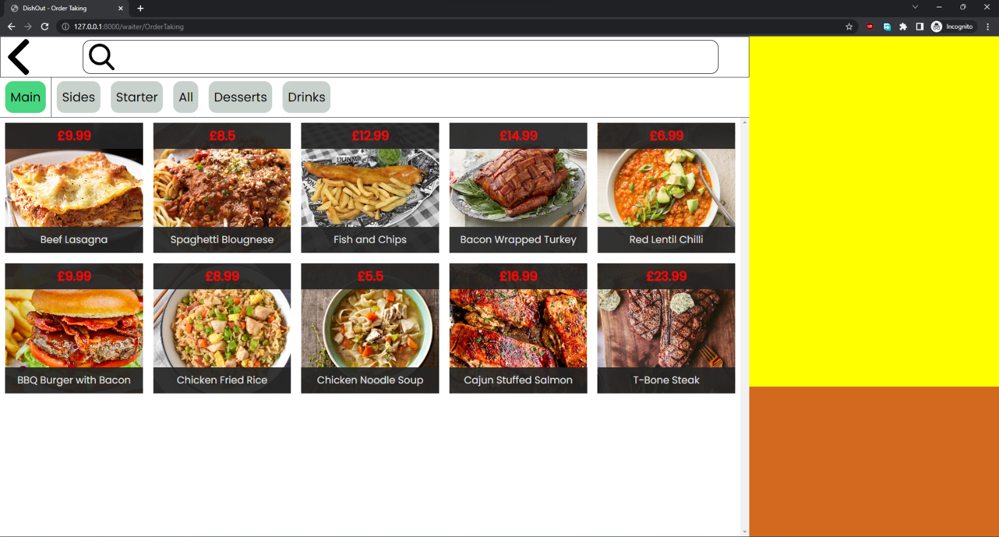 DishOut - Order Taking
127.0.0.1:8000/waiter/OrderTaking
Incognito
Main Sides Starter All Desserts Drinks
£9.99 £8.5 £12.99 £14.99 £6.99
Beef Lasagna Spaghetti Blougnese Fish and Chips Bacon Wrapped Turkey Red Lentil Chilli
£9.99 £8.99 £5.5 £16.99 £23.99
BBQ Burger with Bacon Chicken Fried Rice Chicken Noodle Soup Cajun Stuffed Salmon T-Bone Steak